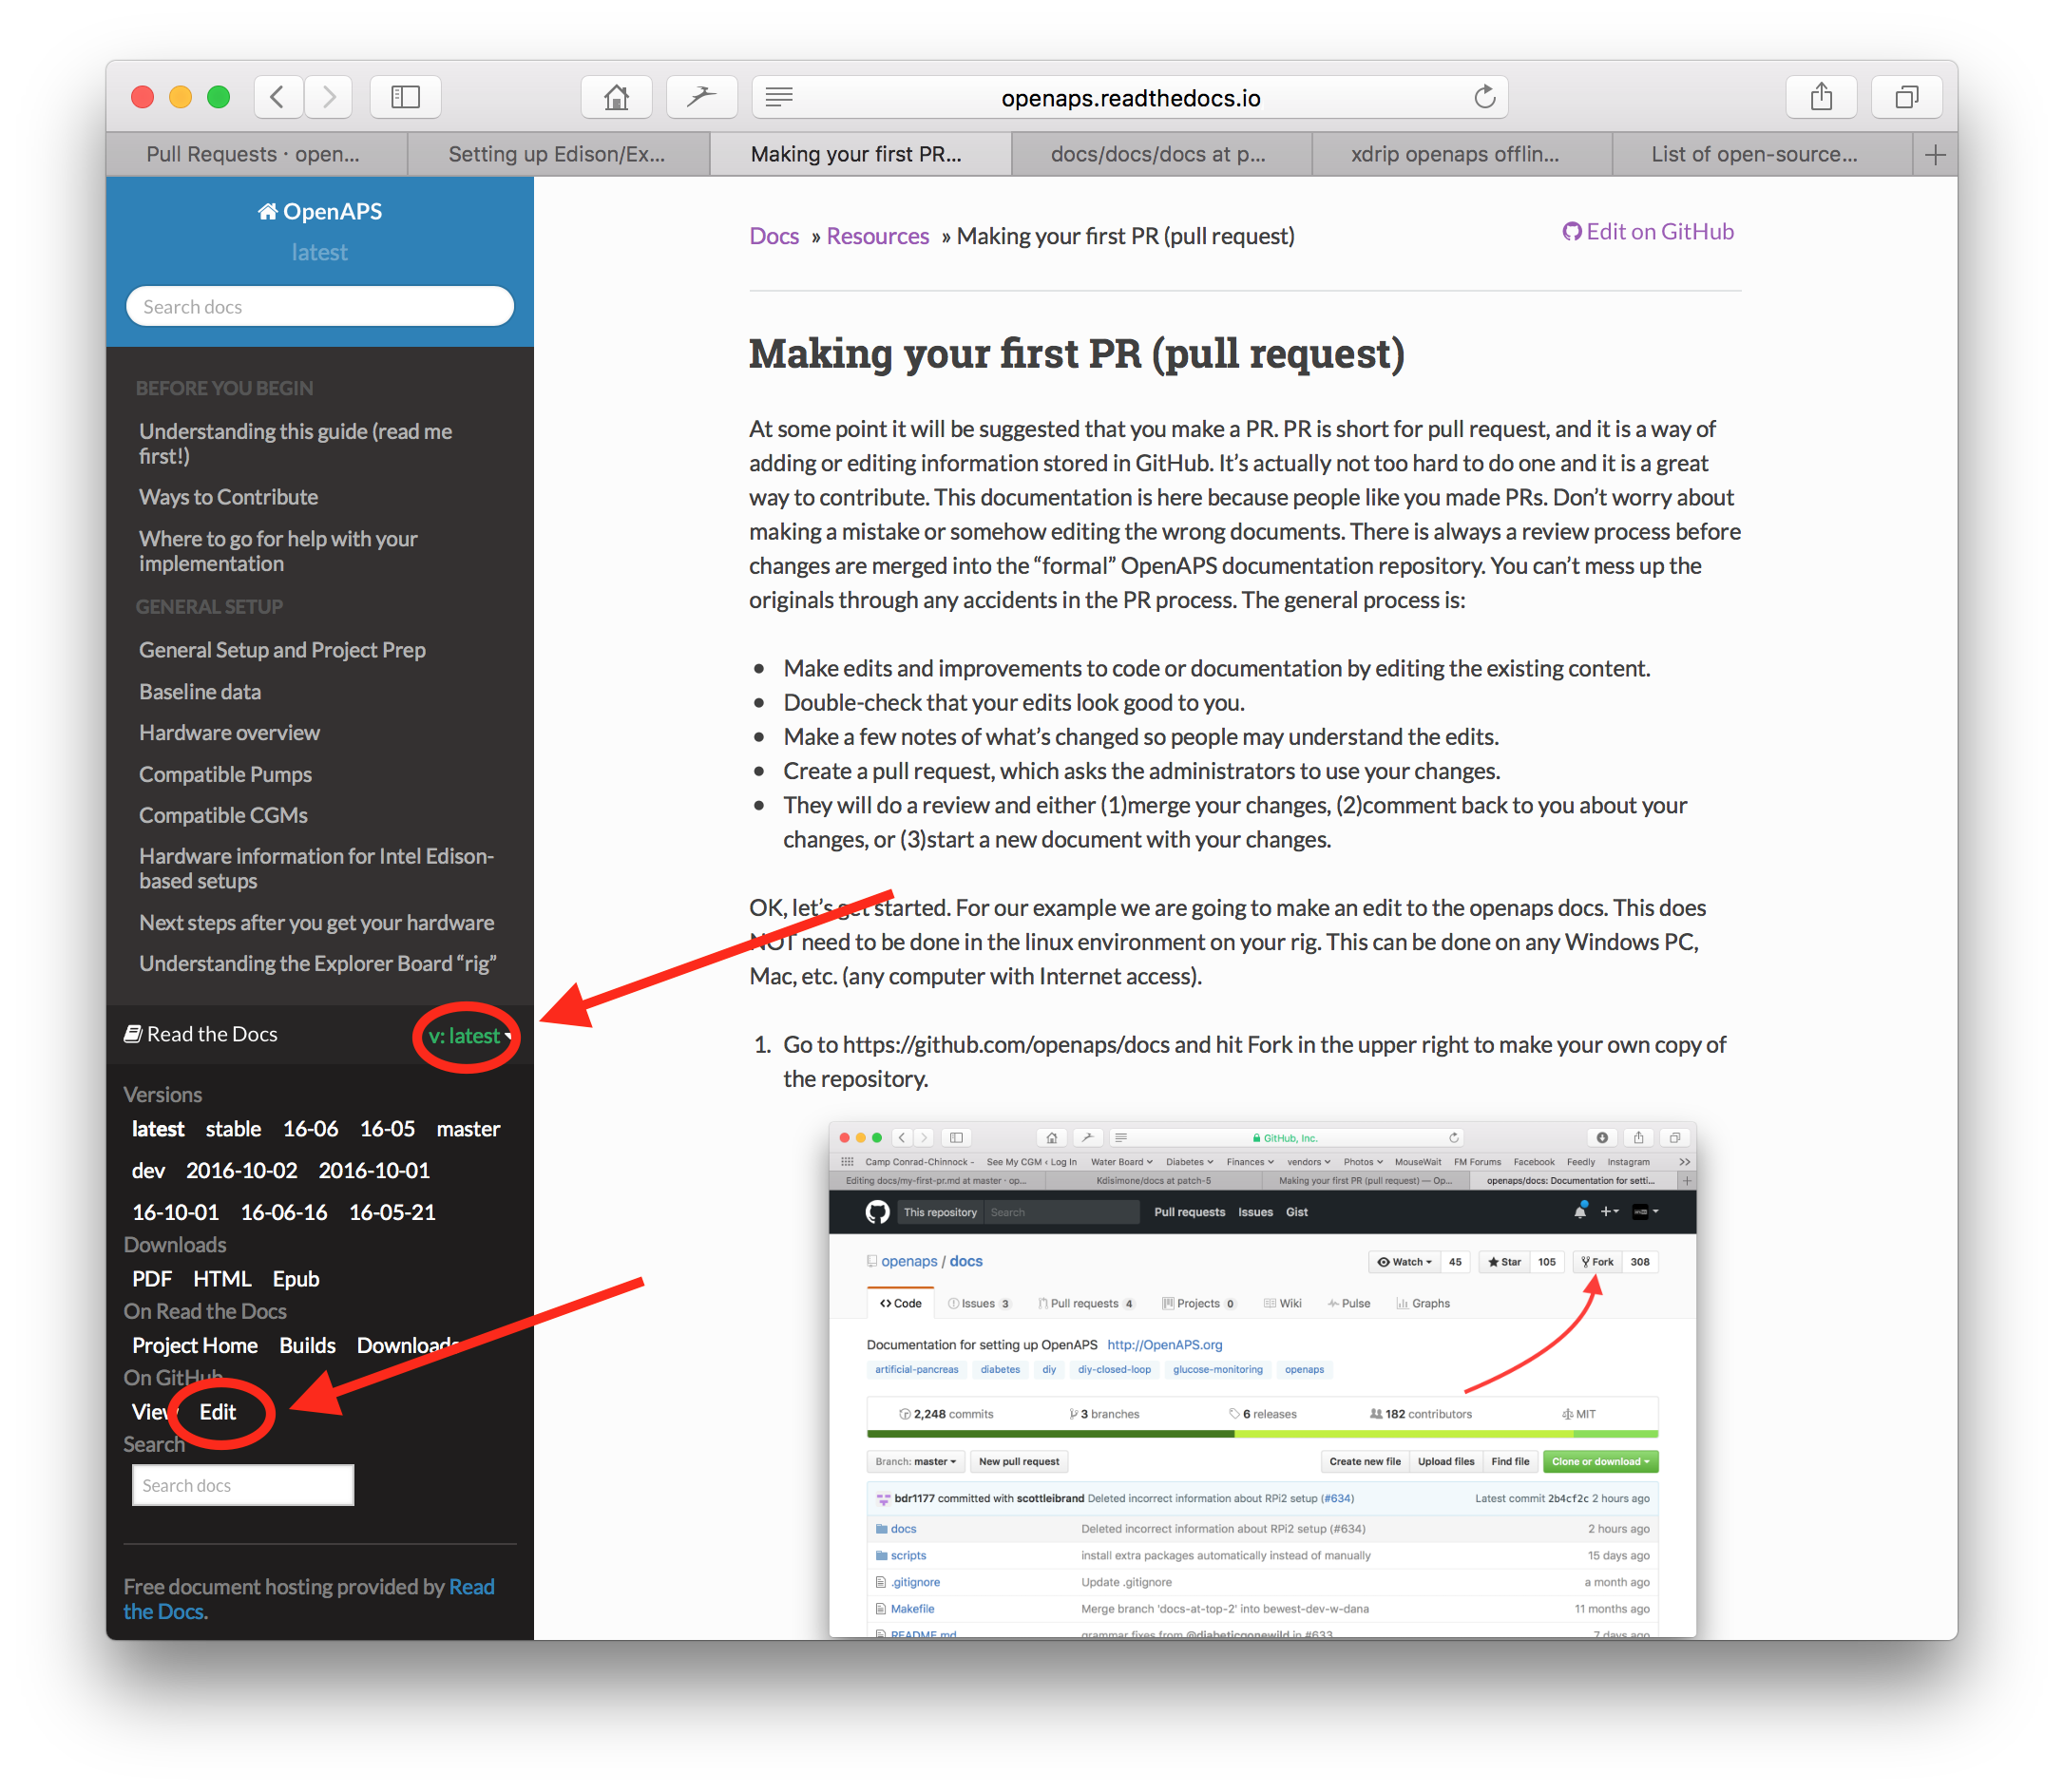 openaps.readthedocs.io
Pull Requests · open...
Setting up Edison/Ex...
Making your first PR...
docs/docs/docs at p...
xdrip openaps offlin...
List of open-source...
OpenAPS
latest
Search docs
BEFORE YOU BEGIN
Understanding this guide (read me
first!)
Ways to Contribute
Where to go for help with your
implementation
GENERAL SETUP
General Setup and Project Prep
Baseline data
Hardware overview
Compatible Pumps
Compatible CGMs
Hardware information for Intel Edison-
based setups
Next steps after you get your hardware
Understanding the Explorer Board “rig”
Read the Docs
v: latest
Versions
latest stable 16-06 16-05 master
dev 2016-10-02 2016-10-01
16-10-01 16-06-16 16-05-21
Downloads
PDF HTML Epub
On Read the Docs
Project Home Builds Downloads
On GitHub
View Edit
Search
Search docs
Free document hosting provided by Read
the Docs.
Docs » Resources » Making your first PR (pull request)
Edit on GitHub
Making your first PR (pull request)
At some point it will be suggested that you make a PR. PR is short for pull request, and it is a way of
adding or editing information stored in GitHub. It’s actually not too hard to do one and it is a great
way to contribute. This documentation is here because people like you made PRs. Don’t worry about
making a mistake or somehow editing the wrong documents. There is always a review process before
changes are merged into the “formal” OpenAPS documentation repository. You can’t mess up the
originals through any accidents in the PR process. The general process is:
• Make edits and improvements to code or documentation by editing the existing content.
• Double-check that your edits look good to you.
• Make a few notes of what’s changed so people may understand the edits.
• Create a pull request, which asks the administrators to use your changes.
• They will do a review and either (1)merge your changes, (2)comment back to you about your
changes, or (3)start a new document with your changes.
OK, let’s get started. For our example we are going to make an edit to the openaps docs. This does
NOT need to be done in the linux environment on your rig. This can be done on any Windows PC,
Mac, etc. (any computer with Internet access).
1. Go to https://github.com/openaps/docs and hit Fork in the upper right to make your own copy of
the repository.
GitHub, Inc.
Camp Conrad-Chinnock - See My CGM ‹ Log In Water Board Diabetes Finances vendors Photos MouseWait FM Forums Facebook Feedly Instagram >>
Editing docs/my-first-pr.md at master · op...
Kdisimone/docs at patch-5
Making your first PR (pull request) — Op...
openaps/docs: Documentation for setti...
This repository Search Pull requests Issues Gist
openaps / docs
Watch 45 Star 105 Fork 308
Code Issues 3 Pull requests 4 Projects 0 Wiki Pulse Graphs
Documentation for setting up OpenAPS http://OpenAPS.org
artificial-pancreas diabetes diy diy-closed-loop glucose-monitoring openaps
2,248 commits 3 branches 6 releases 182 contributors MIT
Branch: master New pull request Create new file Upload files Find file Clone or download
bdr1177 committed with scottleibrand Deleted incorrect information about RPi2 setup (#634) Latest commit 2b4cf2c 2 hours ago
docs Deleted incorrect information about RPi2 setup (#634) 2 hours ago
scripts install extra packages automatically instead of manually 15 days ago
.gitignore Update .gitignore a month ago
Makefile Merge branch 'docs-at-top-2' into bewest-dev-w-dana 11 months ago
README.md grammar fixes from @diabeticgonewild in #633 7 days ago